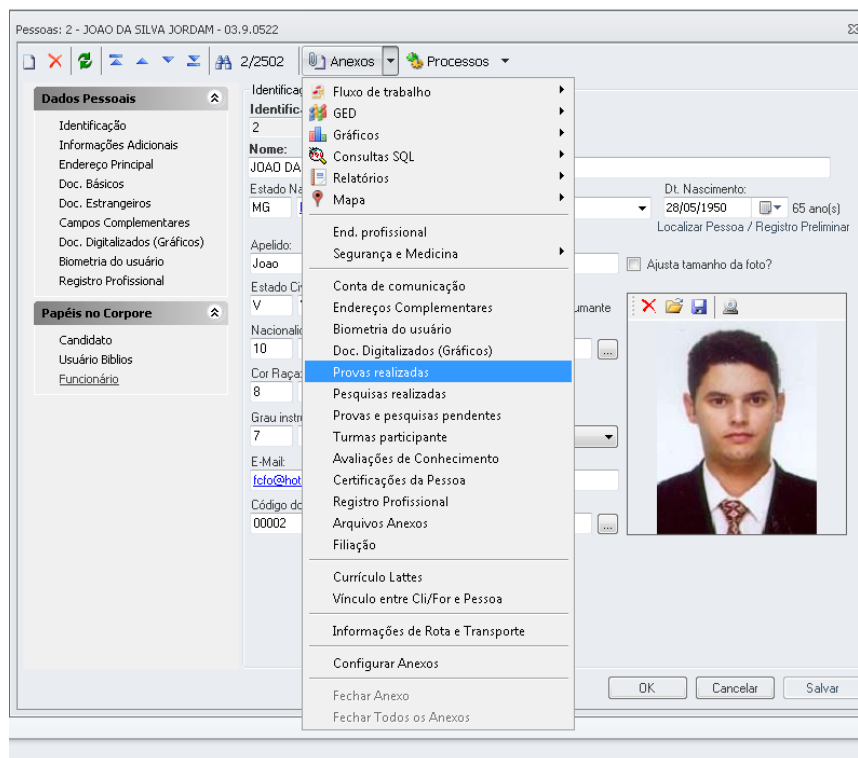 Pessoas: 2 - JOAO DA SILVA JORDAM - 03.9.0522
2/2502 Anexos Processos
Dados Pessoais
Identificação
Informações Adicionais
Endereço Principal
Doc. Básicos
Doc. Estrangeiros
Campos Complementares
Doc. Digitalizados (Gráficos)
Biometria do usuário
Registro Profissional
Papéis no Corpore
Candidato
Usuário Biblios
Funcionário
Identificaç
Identific
2
Nome:
JOAO DA
Estado Na
MG
Apelido:
Joao
Estado Ci
V
Nacionali
10
Cor Raça:
8
Grau instr
7
E-Mail:
fcfo@hot
Código do
00002
Fluxo de trabalho
GED
Gráficos
Consultas SQL
Relatórios
Mapa
End. profissional
Segurança e Medicina
Conta de comunicação
Endereços Complementares
Biometria do usuário
Doc. Digitalizados (Gráficos)
Provas realizadas
Pesquisas realizadas
Provas e pesquisas pendentes
Turmas participante
Avaliações de Conhecimento
Certificações da Pessoa
Registro Profissional
Arquivos Anexos
Filiação
Currículo Lattes
Vínculo entre Cli/For e Pessoa
Informações de Rota e Transporte
Configurar Anexos
Fechar Anexo
Fechar Todos os Anexos
Dt. Nascimento:
28/05/1950 65 ano(s)
Localizar Pessoa / Registro Preliminar
Ajusta tamanho da foto?
umante
...
...
OK Cancelar Salvar